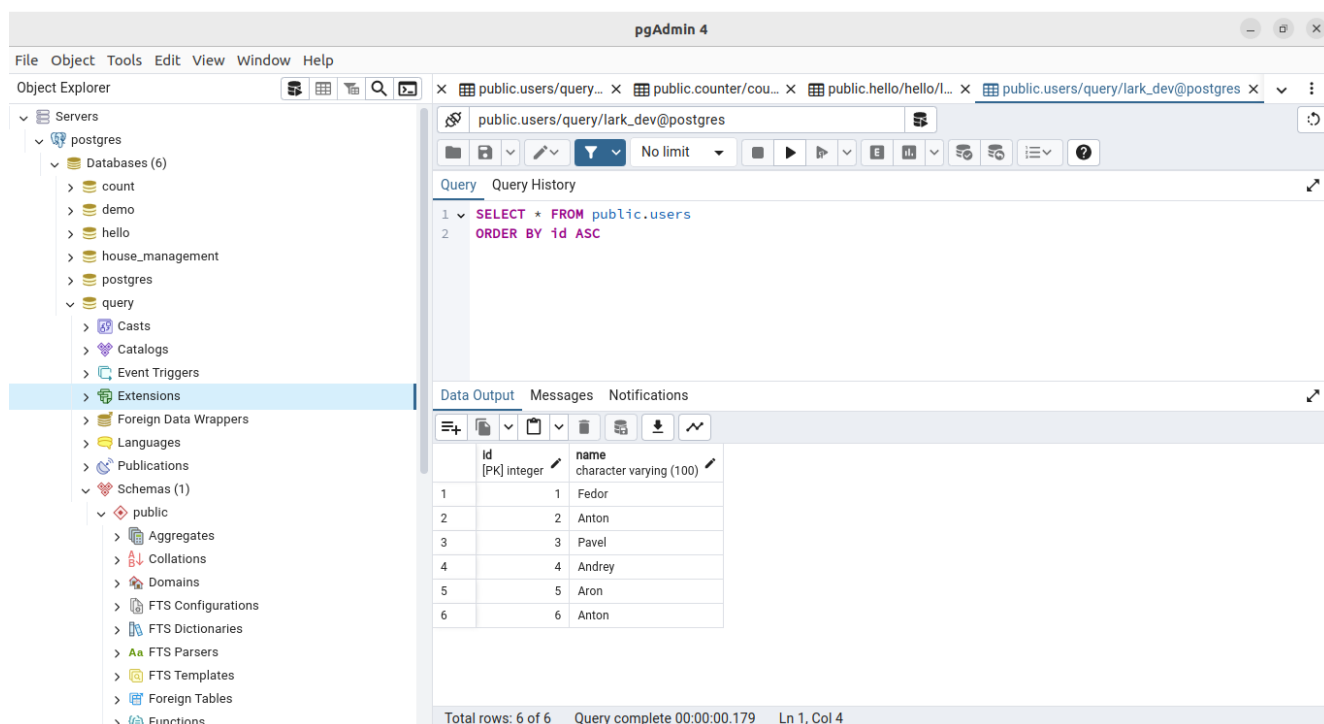 pgAdmin 4
File Object Tools Edit View Window Help
Object Explorer
public.users/query...
public.counter/cou...
public.hello/hello/l...
public.users/query/lark_dev@postgres
Servers
postgres
Databases (6)
count
demo
hello
house_management
postgres
query
Casts
Catalogs
Event Triggers
Extensions
Foreign Data Wrappers
Languages
Publications
Schemas (1)
public
Aggregates
Collations
Domains
FTS Configurations
FTS Dictionaries
Aa FTS Parsers
FTS Templates
Foreign Tables
Functions
public.users/query/lark_dev@postgres
No limit
E
Query Query History
1 SELECT * FROM public.users
2 ORDER BY id ASC
Data Output Messages Notifications
id name
[PK] integer character varying (100)
1 1 Fedor
2 2 Anton
3 3 Pavel
4 4 Andrey
5 5 Aron
6 6 Anton
Total rows: 6 of 6 Query complete 00:00:00.179 Ln 1, Col 4